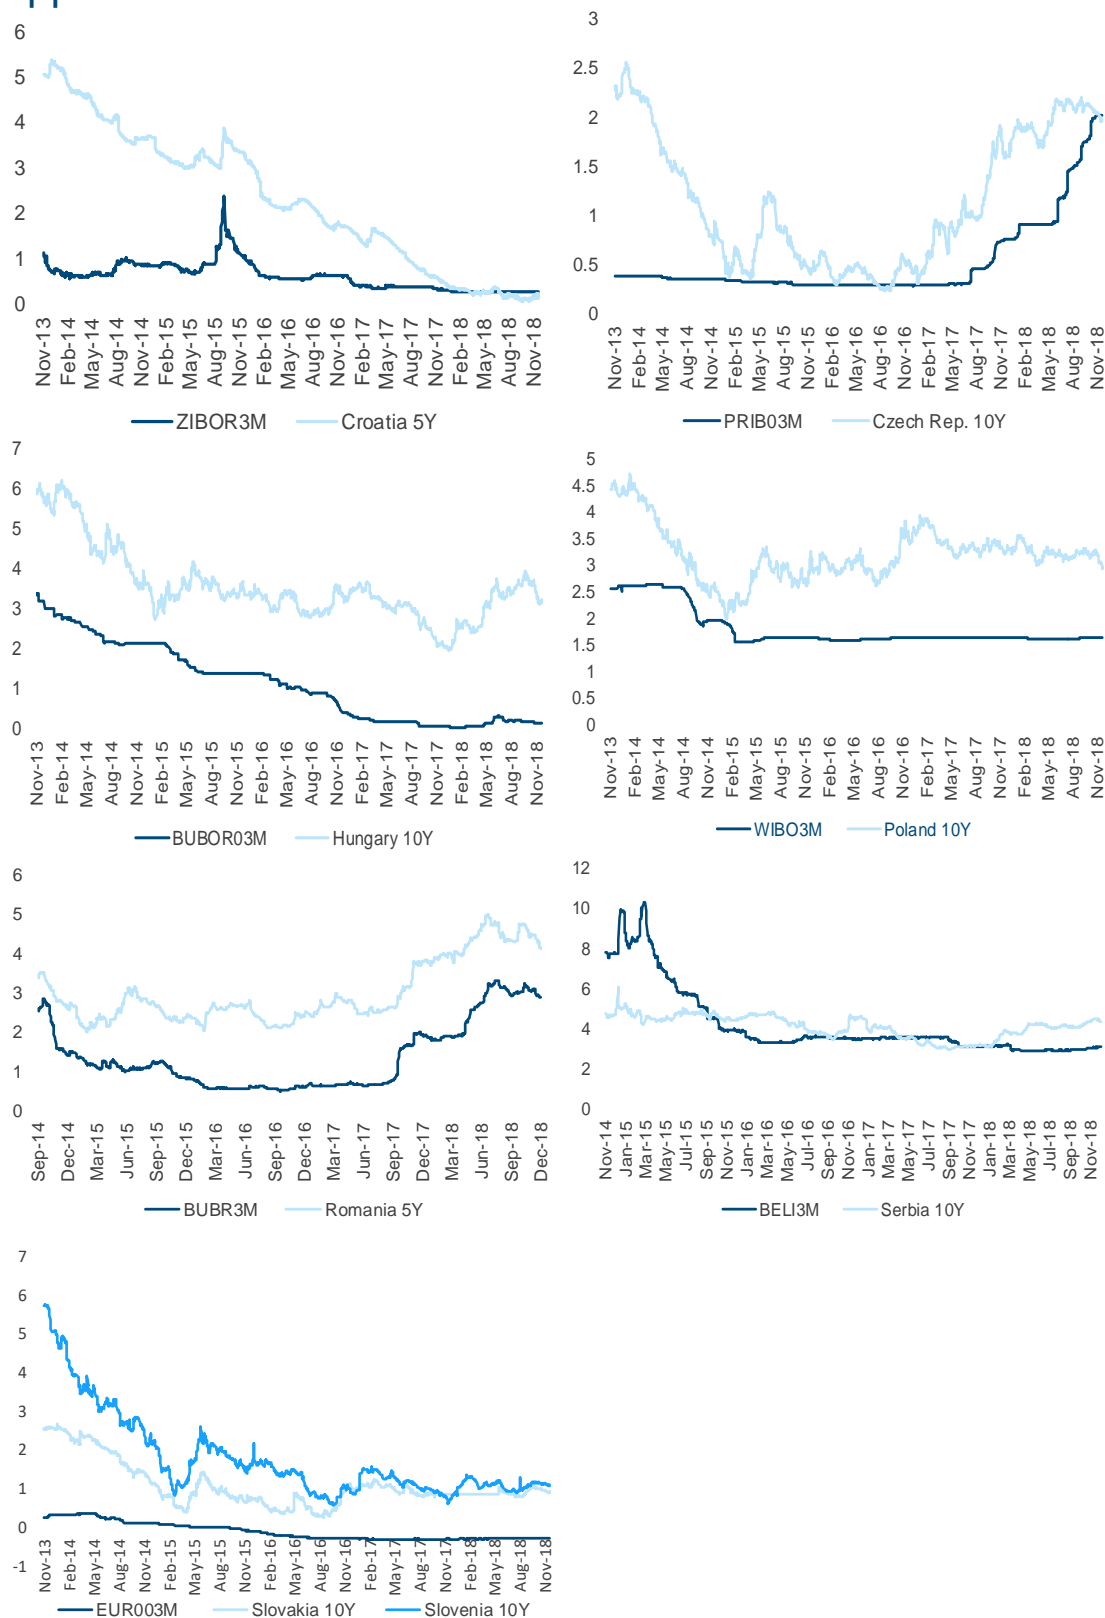 6
5
4
3
2
1
0
Nov-13
Feb-14
May-14
Aug-14
Nov-14
Feb-15
May-15
Aug-15
Nov-15
Feb-16
May-16
Aug-16
Nov-16
Feb-17
May-17
Aug-17
Nov-17
Feb-18
May-18
Aug-18
Nov-18
ZIBOR3M Croatia 5Y
3
2.5
2
1.5
1
0.5
0
Nov-13
Feb-14
May-14
Aug-14
Nov-14
Feb-15
May-15
Aug-15
Nov-15
Feb-16
May-16
Aug-16
Nov-16
Feb-17
May-17
Aug-17
Nov-17
Feb-18
May-18
Aug-18
Nov-18
PRIB03M Czech Rep. 10Y
7
6
5
4
3
2
1
0
Nov-13
Feb-14
May-14
Aug-14
Nov-14
Feb-15
May-15
Aug-15
Nov-15
Feb-16
May-16
Aug-16
Nov-16
Feb-17
May-17
Aug-17
Nov-17
Feb-18
May-18
Aug-18
Nov-18
BUBOR03M Hungary 10Y
5
4.5
4
3.5
3
2.5
2
1.5
1
0.5
0
Nov-13
Feb-14
May-14
Aug-14
Nov-14
Feb-15
May-15
Aug-15
Nov-15
Feb-16
May-16
Aug-16
Nov-16
Feb-17
May-17
Aug-17
Nov-17
Feb-18
May-18
Aug-18
Nov-18
WIBO3M Poland 10Y
6
5
4
3
2
1
0
Sep-14
Dec-14
Mar-15
Jun-15
Sep-15
Dec-15
Mar-16
Jun-16
Sep-16
Dec-16
Mar-17
Jun-17
Sep-17
Dec-17
Mar-18
Jun-18
Sep-18
Dec-18
BUBR3M Romania 5Y
12
10
8
6
4
2
0
Nov-14
Jan-15
Mar-15
May-15
Jul-15
Sep-15
Nov-15
Jan-16
Mar-16
May-16
Jul-16
Sep-16
Nov-16
Jan-17
Mar-17
May-17
Jul-17
Sep-17
Nov-17
Jan-18
Mar-18
May-18
Jul-18
Sep-18
Nov-18
BELI3M Serbia 10Y
7
6
5
4
3
2
1
0
-1
Nov-13
Feb-14
May-14
Aug-14
Nov-14
Feb-15
May-15
Aug-15
Nov-15
Feb-16
May-16
Aug-16
Nov-16
Feb-17
May-17
Aug-17
Nov-17
Feb-18
May-18
Aug-18
Nov-18
EUR003M Slovakia 10Y Slovenia 10Y